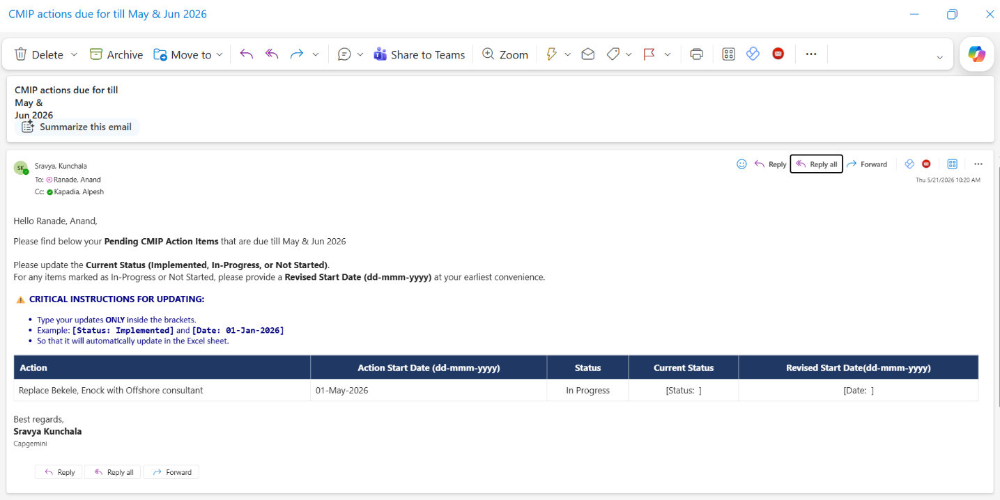 CMIP actions due for till May & Jun 2026
Delete
Archive
Move to
Share to Teams
Zoom
CMIP actions due for till
May &
Jun 2026
Summarize this email
SK
Sravya, Kunchala
To: Ranade, Anand
Cc: Kapadia, Alpesh
Reply
Reply all
Forward
Thu 5/21/2026 10:20 AM
Hello Ranade, Anand,
Please find below your Pending CMIP Action Items that are due till May & Jun 2026
Please update the Current Status (Implemented, In-Progress, or Not Started).
For any items marked as In-Progress or Not Started, please provide a Revised Start Date (dd-mmm-yyyy) at your earliest convenience.
⚠ CRITICAL INSTRUCTIONS FOR UPDATING:
• Type your updates ONLY inside the brackets.
• Example: [Status: Implemented] and [Date: 01-Jan-2026]
• So that it will automatically update in the Excel sheet.
Action Action Start Date (dd-mmm-yyyy) Status Current Status Revised Start Date(dd-mmm-yyyy)
Replace Bekele, Enock with Offshore consultant 01-May-2026 In Progress [Status: ] [Date: ]
Best regards,
Sravya Kunchala
Capgemini
Reply
Reply all
Forward